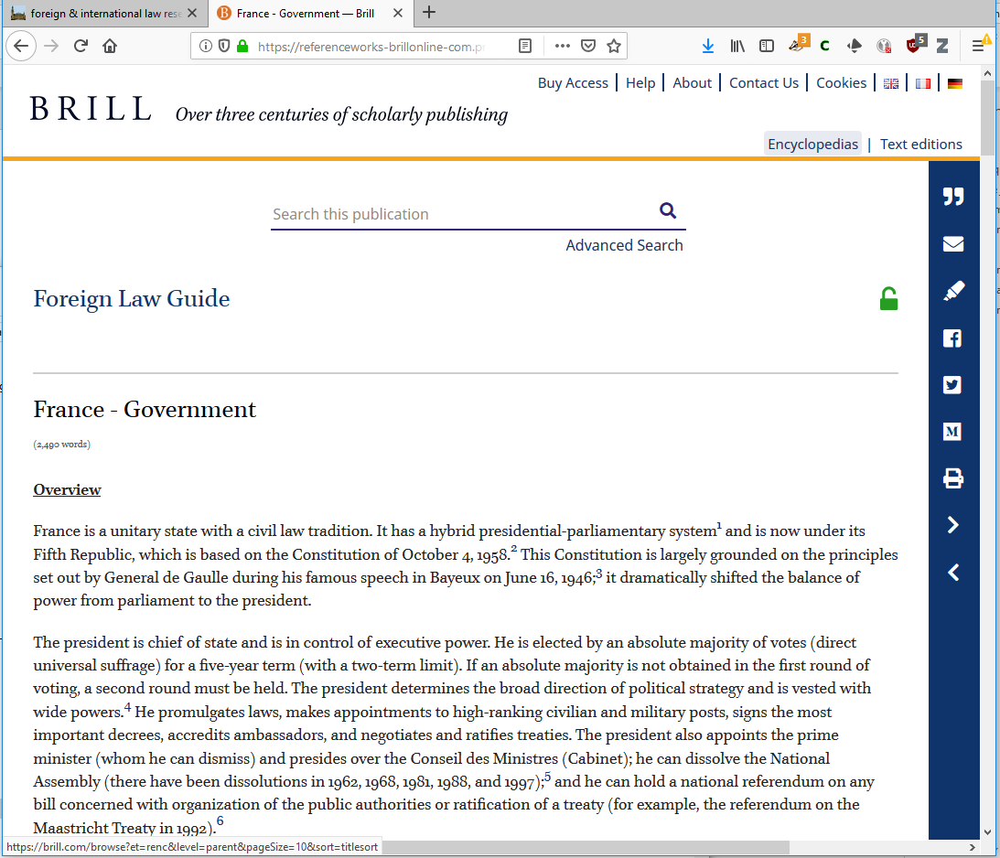 foreign & international law rese
France - Government — Brill
https://referenceworks-brillonline-com.pr
3
C
5
Z
Buy Access | Help | About | Contact Us | Cookies
BRILL Over three centuries of scholarly publishing
Encyclopedias | Text editions
Search this publication
Advanced Search
Foreign Law Guide
France - Government
(2,490 words)
Overview
France is a unitary state with a civil law tradition. It has a hybrid presidential-parliamentary system1 and is now under its
Fifth Republic, which is based on the Constitution of October 4, 1958.2 This Constitution is largely grounded on the principles
set out by General de Gaulle during his famous speech in Bayeux on June 16, 1946;3 it dramatically shifted the balance of
power from parliament to the president.
The president is chief of state and is in control of executive power. He is elected by an absolute majority of votes (direct
universal suffrage) for a five-year term (with a two-term limit). If an absolute majority is not obtained in the first round of
voting, a second round must be held. The president determines the broad direction of political strategy and is vested with
wide powers.4 He promulgates laws, makes appointments to high-ranking civilian and military posts, signs the most
important decrees, accredits ambassadors, and negotiates and ratifies treaties. The president also appoints the prime
minister (whom he can dismiss) and presides over the Conseil des Ministres (Cabinet); he can dissolve the National
Assembly (there have been dissolutions in 1962, 1968, 1981, 1988, and 1997);5 and he can hold a national referendum on any
bill concerned with organization of the public authorities or ratification of a treaty (for example, the referendum on the
Maastricht Treaty in 1992).6
https://brill.com/browse?et=renc&level=parent&pageSize=10&sort=titlesort